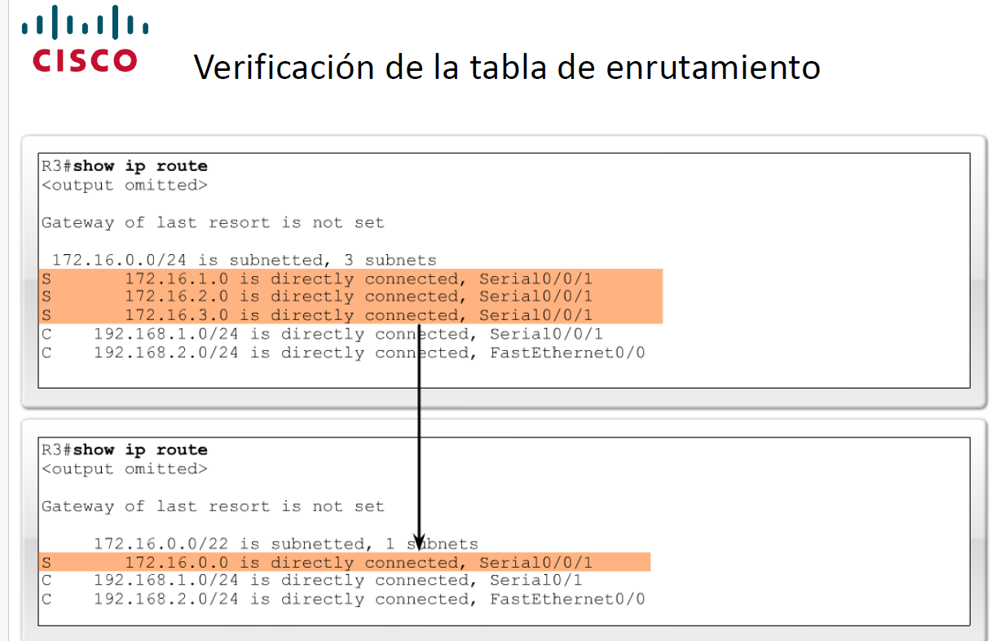 CISCO
Verificación de la tabla de enrutamiento
R3#show ip route
<output omitted>
Gateway of last resort is not set
172.16.0.0/24 is subnetted, 3 subnets
S 172.16.1.0 is directly connected, Serial0/0/1
S 172.16.2.0 is directly connected, Serial0/0/1
S 172.16.3.0 is directly connected, Serial0/0/1
C 192.168.1.0/24 is directly connected, Serial0/0/1
C 192.168.2.0/24 is directly connected, FastEthernet0/0
R3#show ip route
<output omitted>
Gateway of last resort is not set
172.16.0.0/22 is subnetted, 1 subnets
S 172.16.0.0 is directly connected, Serial0/0/1
C 192.168.1.0/24 is directly connected, Serial0/1
C 192.168.2.0/24 is directly connected, FastEthernet0/0